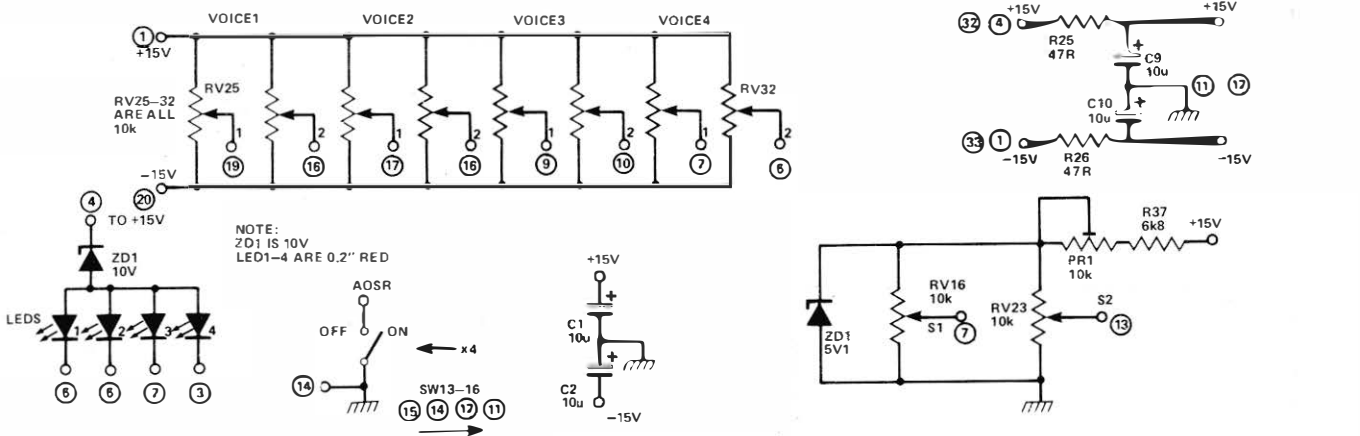 VOICE1 VOICE2 VOICE3 VOICE4
1
+15V
RV25
RV32
RV25–32
ARE ALL
10k
1 2 1 2 1 2 1 2
19 16 17 16 9 10 7 6
–15V
20
4
TO +15V
ZD1
10V
LEDS
1 2 3 4
6 6 7 3
NOTE:
ZD1 IS 10V
LED1–4 ARE 0.2" RED
AOSR
OFF ON
x4
14
SW13–16
15 14 17 11
+15V
+
C1
10u
+
C2
10u
–15V
32 4 +15V
+15V
R25
47R
+
C9
10u
11 17
C10
10u
+
33 1
–15V
R26
47R
–15V
R37
6k8
+15V
PR1
10k
RV16
10k
S1
7
RV23
10k
S2
13
ZD1
5V1